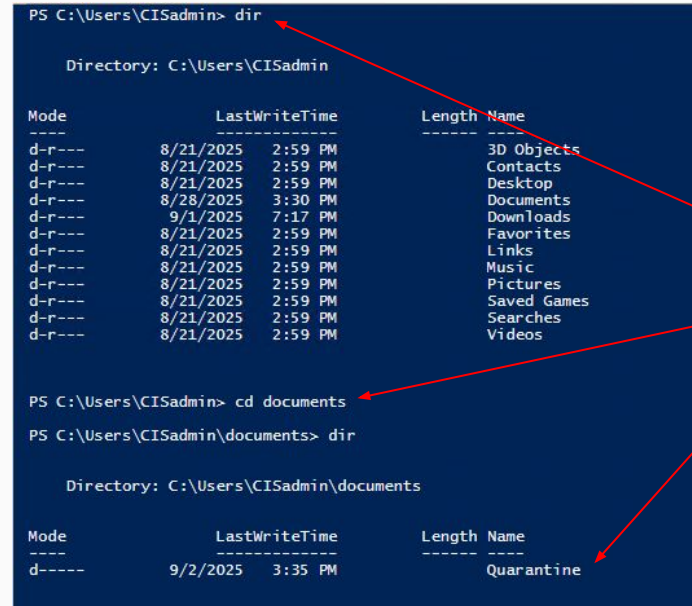 PS C:\Users\CISadmin> dir
Directory: C:\Users\CISadmin
Mode LastWriteTime Length Name
---- ------------- ------ ----
d-r--- 8/21/2025 2:59 PM 3D Objects
d-r--- 8/21/2025 2:59 PM Contacts
d-r--- 8/21/2025 2:59 PM Desktop
d-r--- 8/28/2025 3:30 PM Documents
d-r--- 9/1/2025 7:17 PM Downloads
d-r--- 8/21/2025 2:59 PM Favorites
d-r--- 8/21/2025 2:59 PM Links
d-r--- 8/21/2025 2:59 PM Music
d-r--- 8/21/2025 2:59 PM Pictures
d-r--- 8/21/2025 2:59 PM Saved Games
d-r--- 8/21/2025 2:59 PM Searches
d-r--- 8/21/2025 2:59 PM Videos
PS C:\Users\CISadmin> cd documents
PS C:\Users\CISadmin\documents> dir
Directory: C:\Users\CISadmin\documents
Mode LastWriteTime Length Name
---- ------------- ------ ----
d----- 9/2/2025 3:35 PM Quarantine